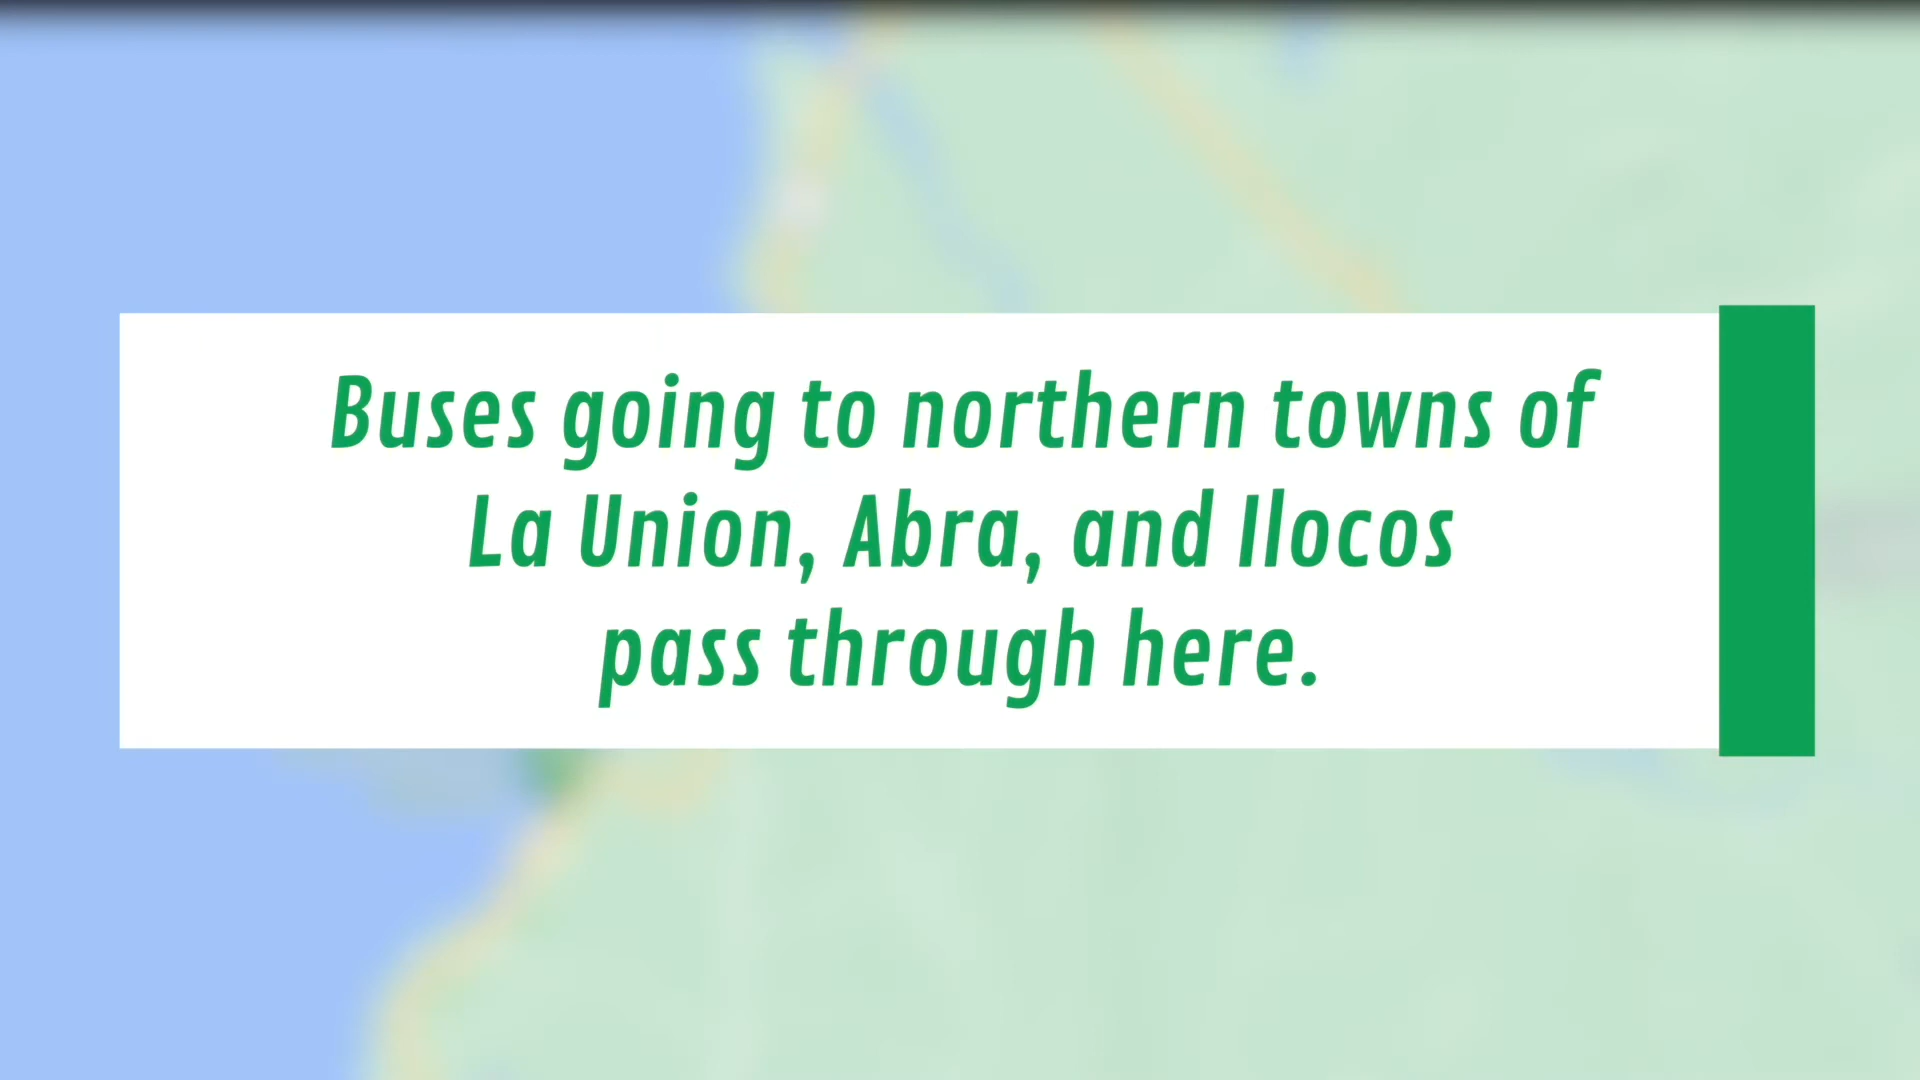 Buses going to northern towns of
La Union, Abra, and Ilocos
pass through here.